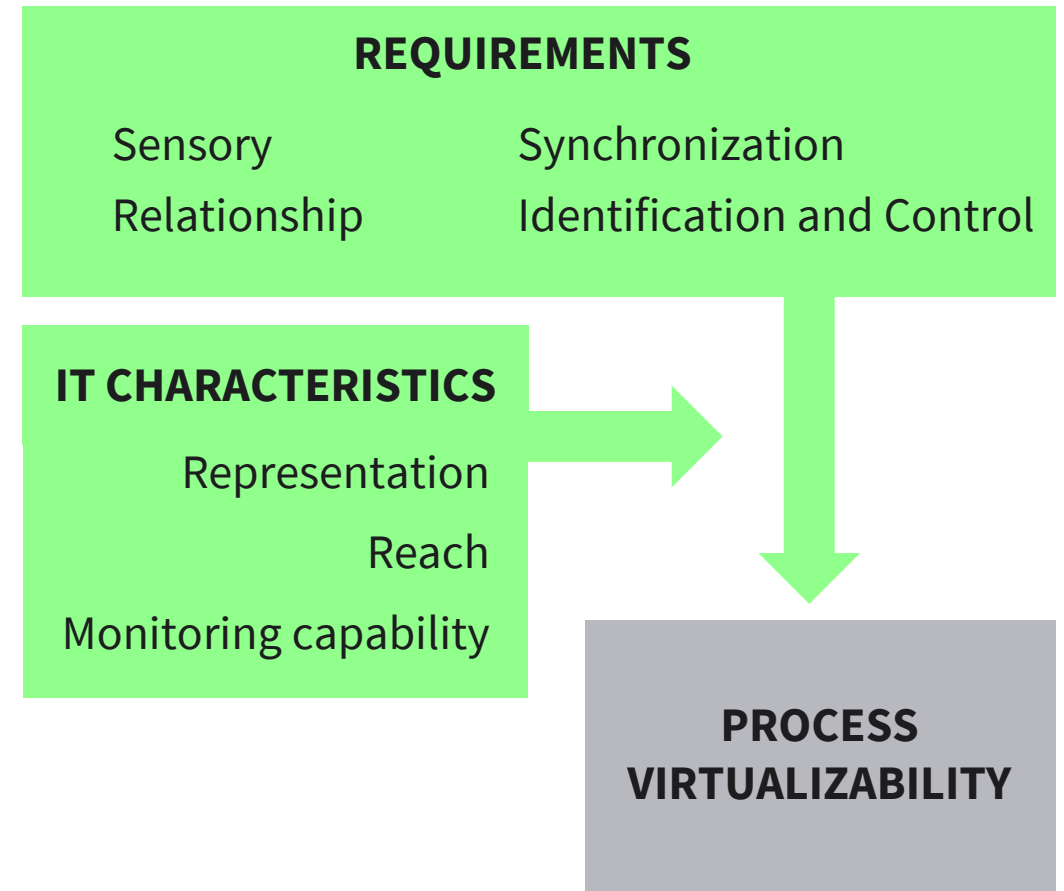 REQUIREMENTS
Sensory
Synchronization
Relationship
Identification and Control
IT CHARACTERISTICS
Representation
Reach
Monitoring capability
PROCESS
VIRTUALIZABILITY